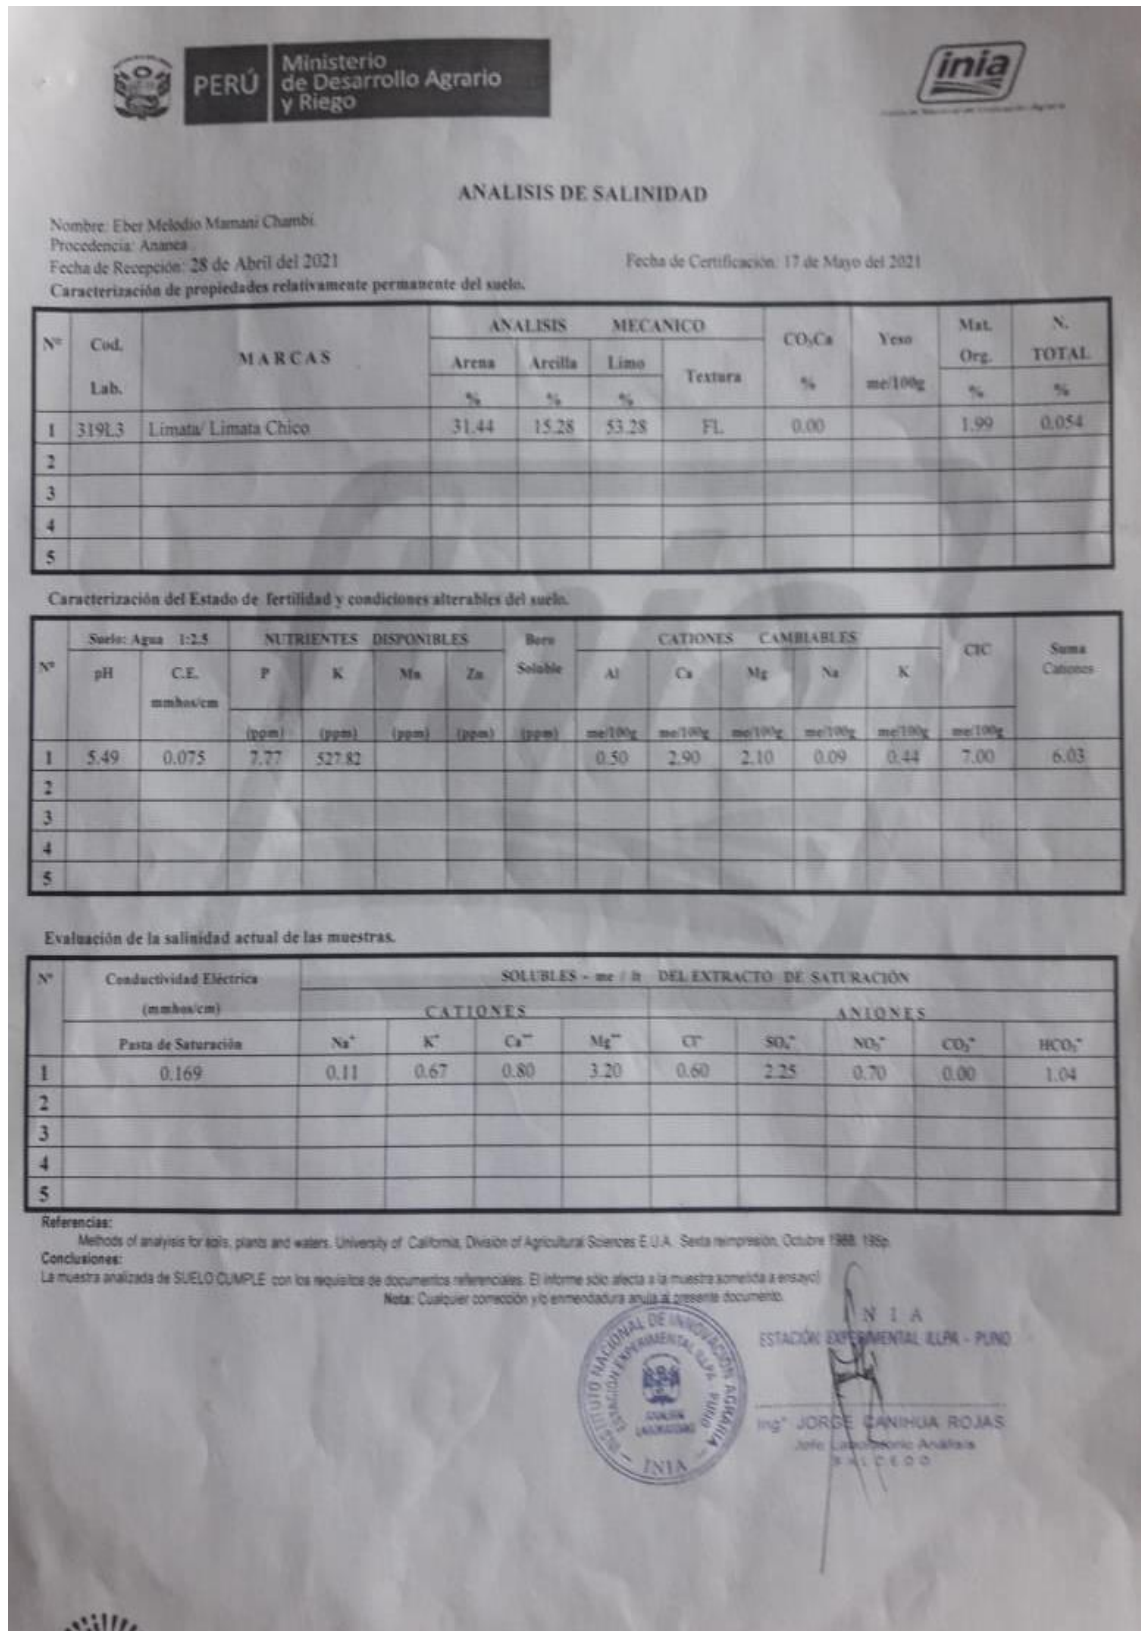 PERÚ
Ministerio
de Desarrollo Agrario
y Riego
inia
ANALISIS DE SALINIDAD
Nombre: Eber Melodio Mamani Chambi
Procedencia: Ananea
Fecha de Recepción: 28 de Abril del 2021 Fecha de Certificación: 17 de Mayo del 2021
Caracterización de propiedades relativamente permanente del suelo.
Nº Cod. Lab. MARCAS ANALISIS MECANICO CO3Ca Yeso Mat. Org. N. TOTAL
Arena Arcilla Limo Textura
% % % % me/100g % %
1 319L3 Limata/ Limata Chico 31.44 15.28 53.28 FL 0.00 1.99 0.054
2
3
4
5
Caracterización del Estado de fertilidad y condiciones alterables del suelo.
Nº Suelo: Agua 1:2.5 NUTRIENTES DISPONIBLES Boro Soluble CATIONES CAMBIABLES CIC Suma Cationes
pH C.E. P K Mn Zn Al Ca Mg Na K
mmhos/cm (ppm) (ppm) (ppm) (ppm) (ppm) me/100g me/100g me/100g me/100g me/100g me/100g
1 5.49 0.075 7.77 527.82 0.50 2.90 2.10 0.09 0.44 7.00 6.03
2
3
4
5
Evaluación de la salinidad actual de las muestras.
Nº Conductividad Eléctrica SOLUBLES - me / lt DEL EXTRACTO DE SATURACIÓN
(mmhos/cm) CATIONES ANIONES
Pasta de Saturación Na+ K+ Ca++ Mg++ Cl- SO4= NO3- CO3= HCO3-
1 0.169 0.11 0.67 0.80 3.20 0.60 2.25 0.70 0.00 1.04
2
3
4
5
Referencias:
Methods of analyisis for soils, plants and waters. University of California, Division of Agricultural Sciences E.U.A. Sexta reimpresión, Octubre 1988. 195p.
Conclusiones:
La muestra analizada de SUELO CUMPLE con los requisitos de documentos referenciales. El informe sólo afecta a la muestra sometida a ensayo)
Nota: Cualquier corrección y/o enmendadura anula al presente documento.
INSTITUTO NACIONAL DE INNOVACIÓN AGRARIA
ESTACIÓN EXPERIMENTAL ILLPA - PUNO
ANALISIS
LABORATORIO
INIA
I N I A
ESTACIÓN EXPERIMENTAL ILLPA - PUNO
Ing° JORGE CANIHUA ROJAS
Jefe Laboratorio Análisis
SALCEDO